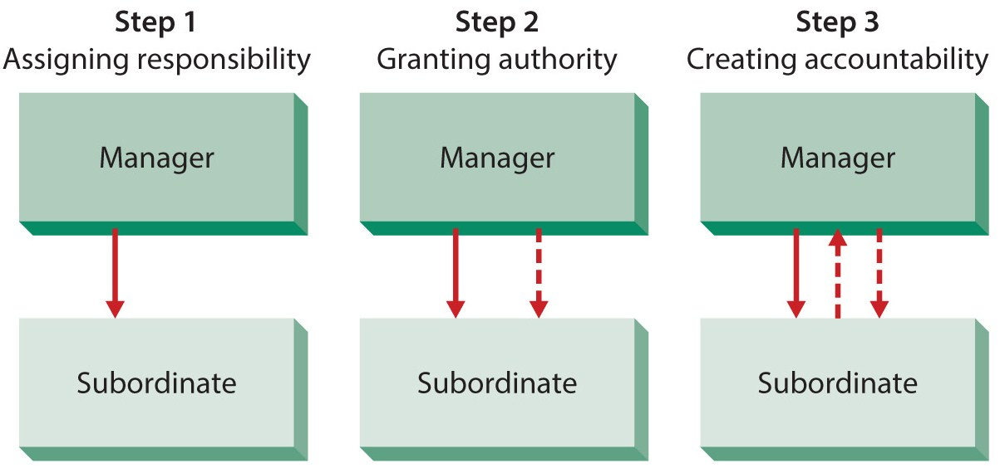 Step 1
Assigning responsibility
Manager
Subordinate
Step 2
Granting authority
Manager
Subordinate
Step 3
Creating accountability
Manager
Subordinate